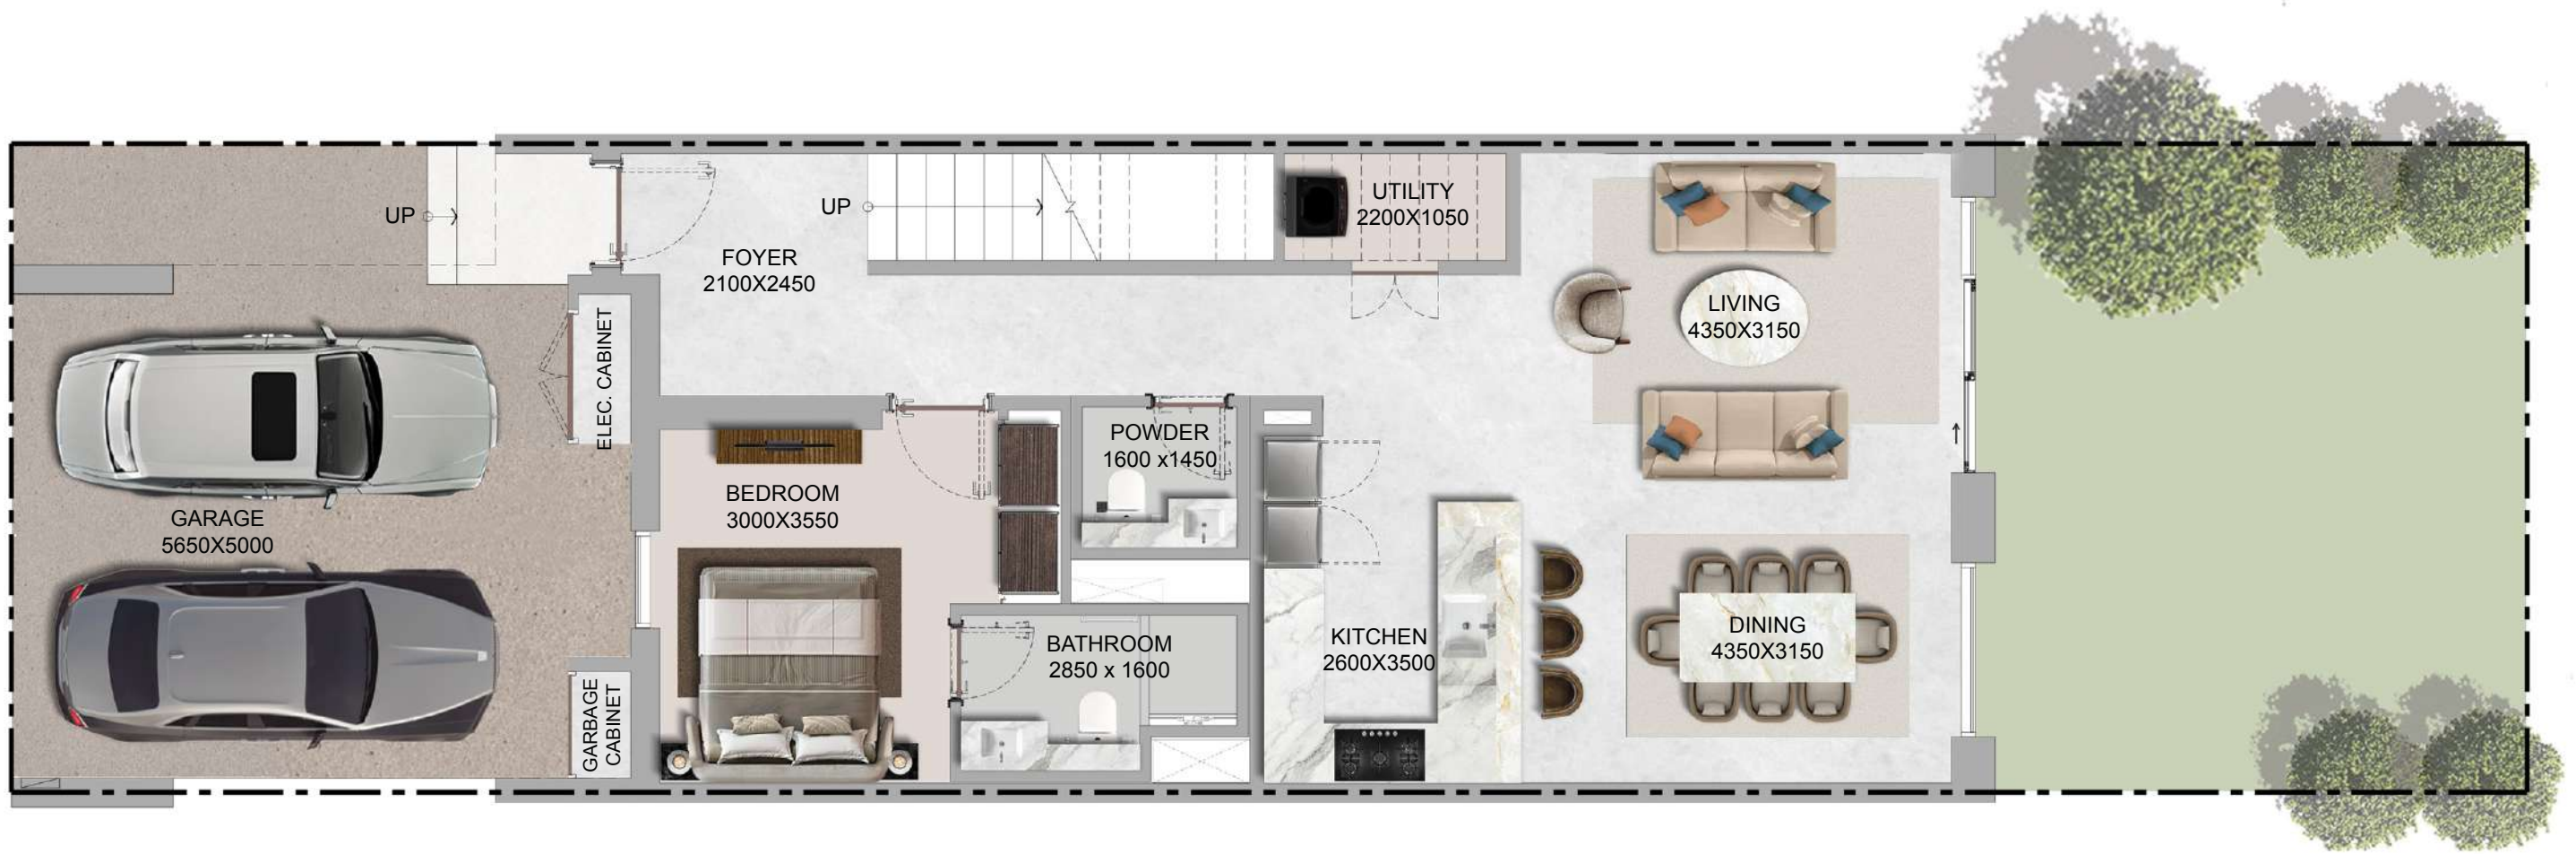 UP
UP
UTILITY
2200X1050
FOYER
2100X2450
LIVING
4350X3150
ELEC. CABINET
POWDER
1600 x1450
BEDROOM
3000X3550
GARAGE
5650X5000
KITCHEN
2600X3500
DINING
4350X3150
BATHROOM
2850 x 1600
GARBAGE
CABINET